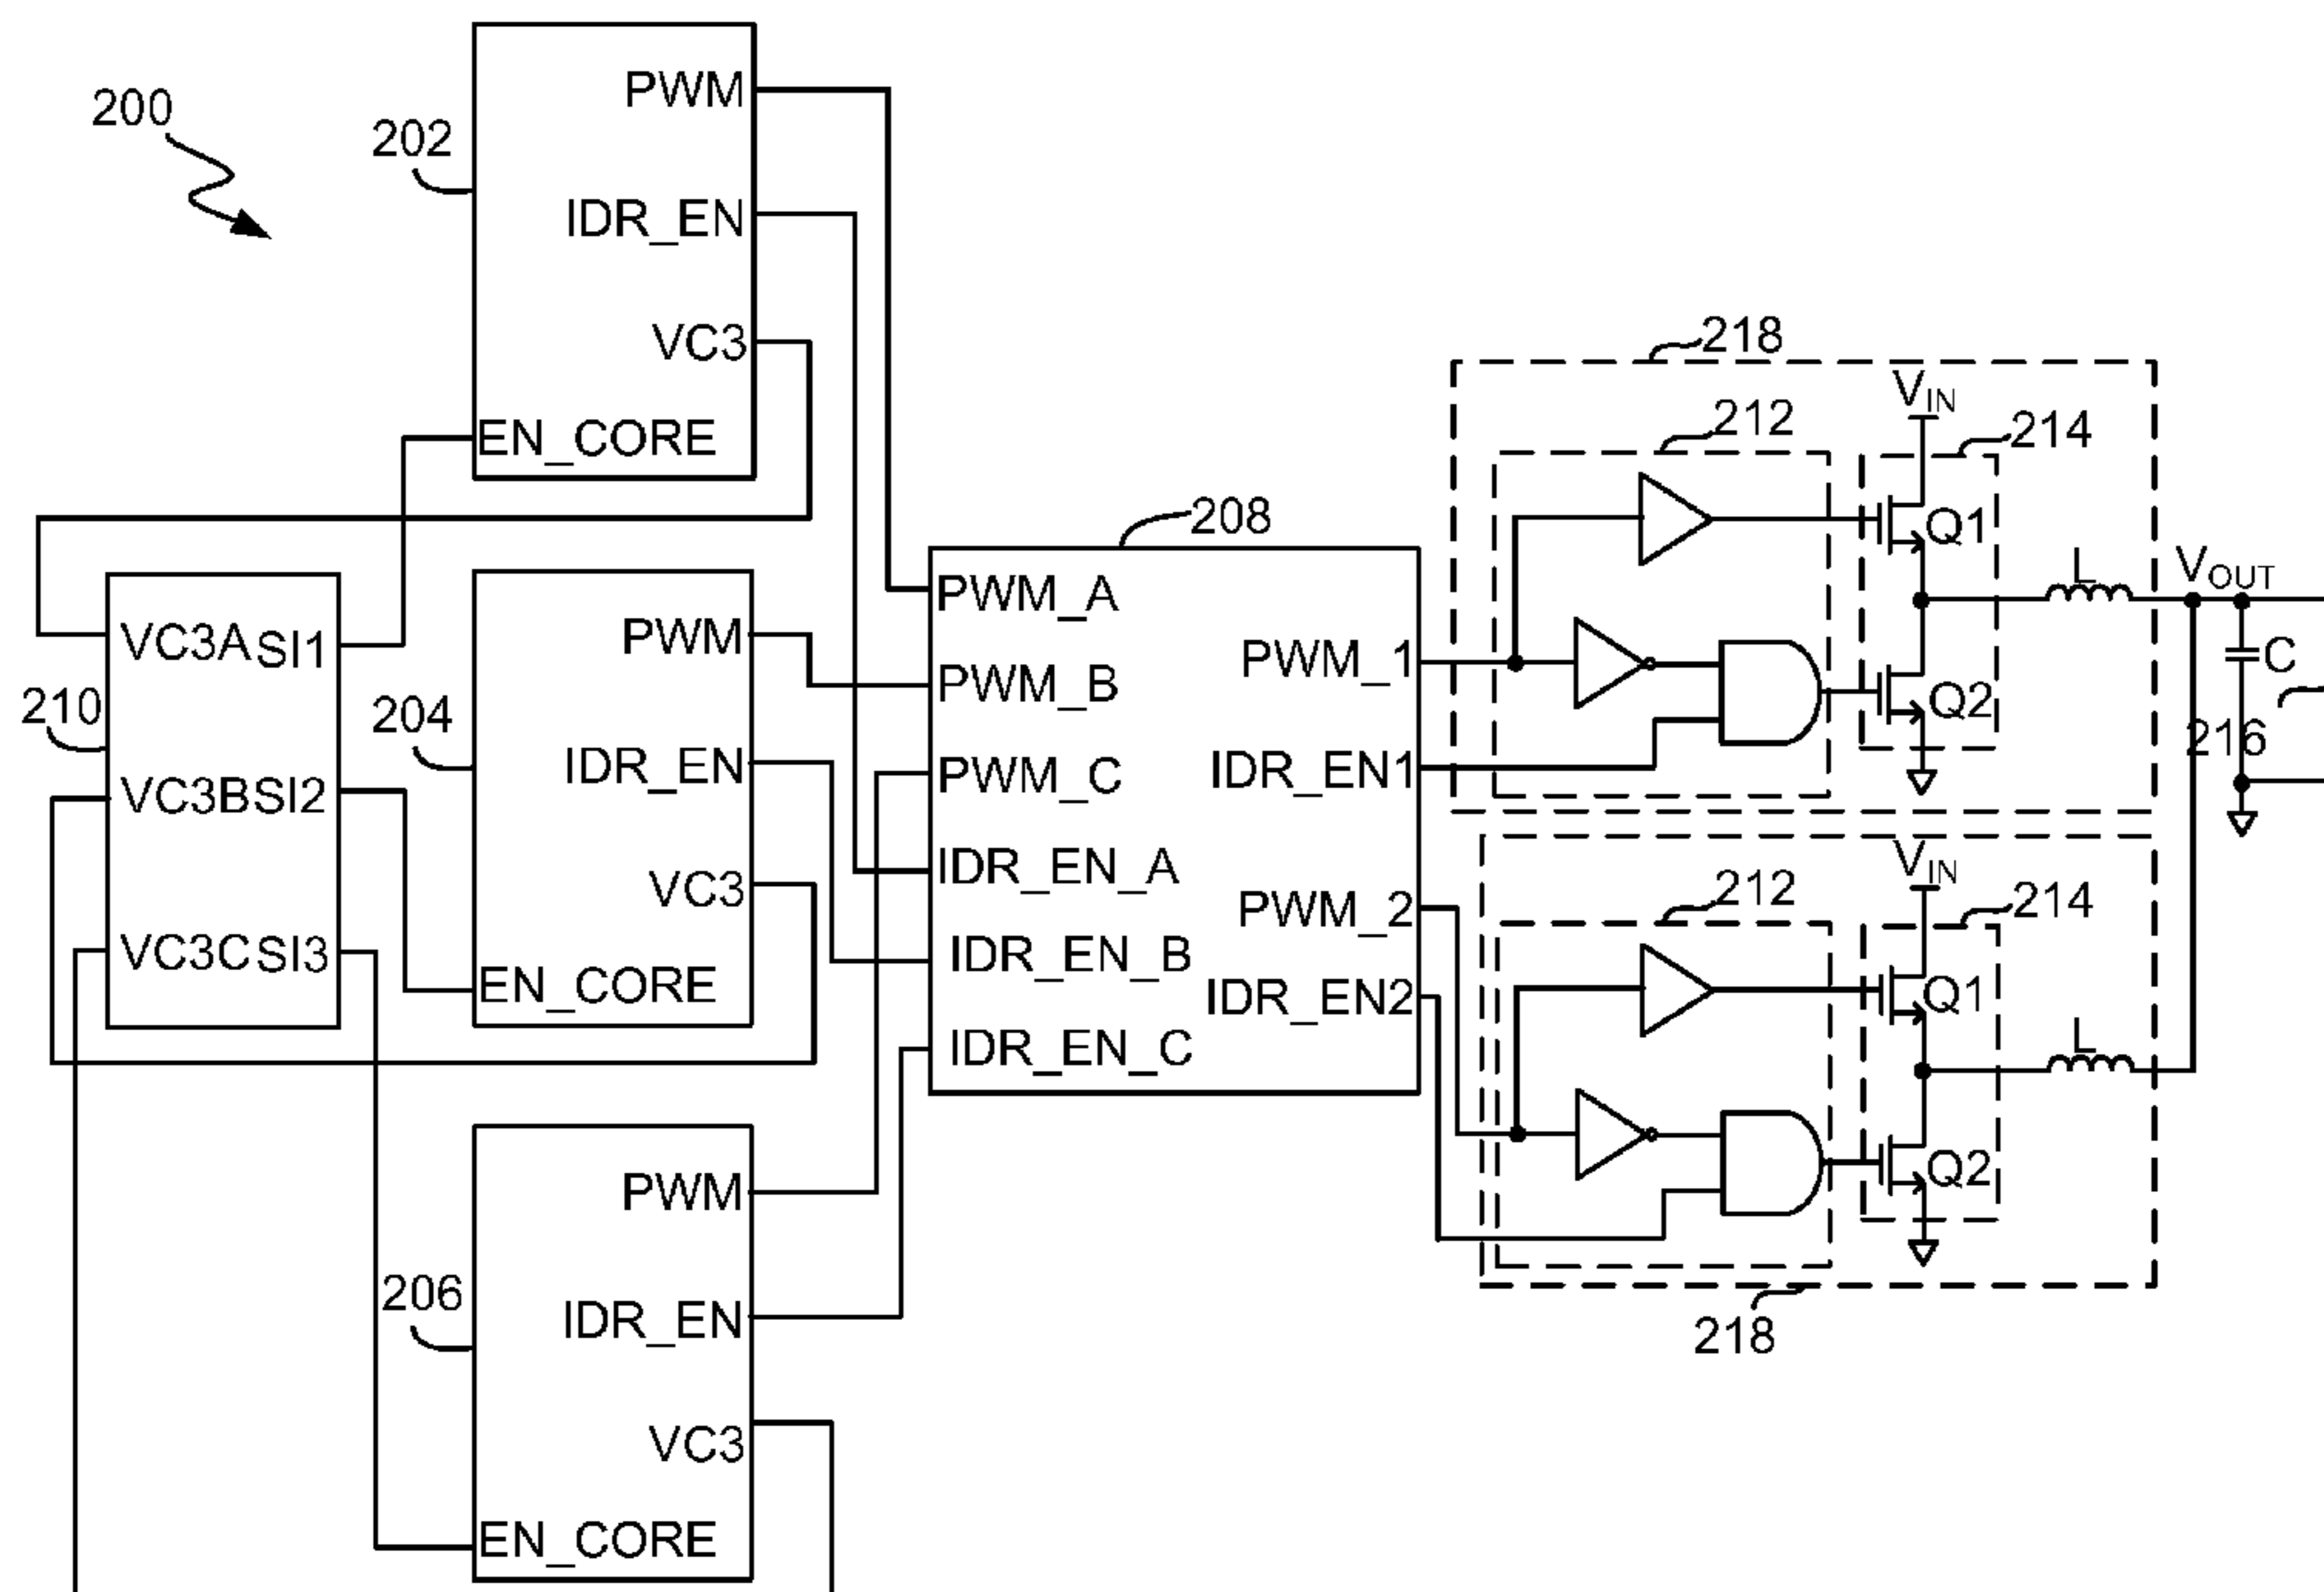 200
202
PWM
IDR_EN
VC3
EN_CORE
210
VC3A SI1
VC3B SI2
VC3C SI3
204
PWM
IDR_EN
VC3
EN_CORE
206
PWM
IDR_EN
VC3
EN_CORE
208
PWM_A
PWM_B
PWM_C
IDR_EN_A
IDR_EN_B
IDR_EN_C
PWM_1
IDR_EN1
PWM_2
IDR_EN2
218
212
VIN
214
Q1
Q2
L
VOUT
C
216
212
VIN
214
Q1
Q2
L
218